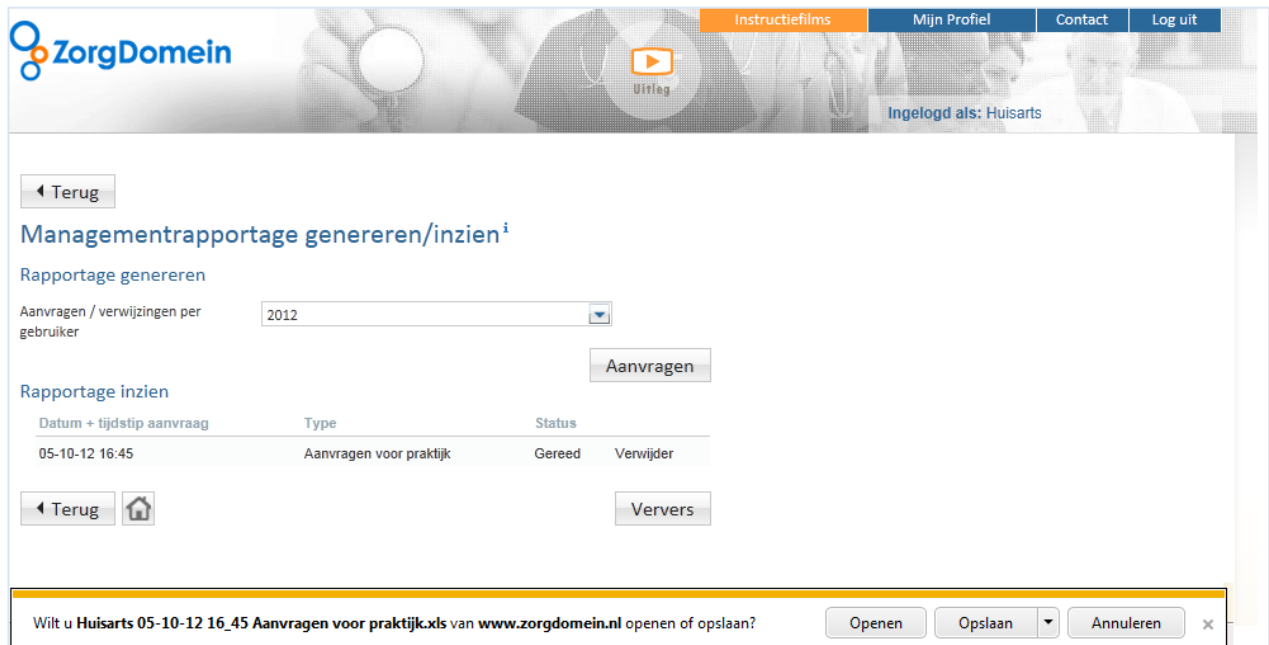 Instructiefilms Mijn Profiel Contact Log uit
ZorgDomein
Uitleg
Ingelogd als: Huisarts
Terug
Managementrapportage genereren/inzien i
Rapportage genereren
Aanvragen / verwijzingen per gebruiker
2012
Aanvragen
Rapportage inzien
Datum + tijdstip aanvraag Type Status
05-10-12 16:45 Aanvragen voor praktijk Gereed Verwijder
Terug Ververs
Wilt u Huisarts 05-10-12 16_45 Aanvragen voor praktijk.xls van www.zorgdomein.nl openen of opslaan? Openen Opslaan Annuleren ×